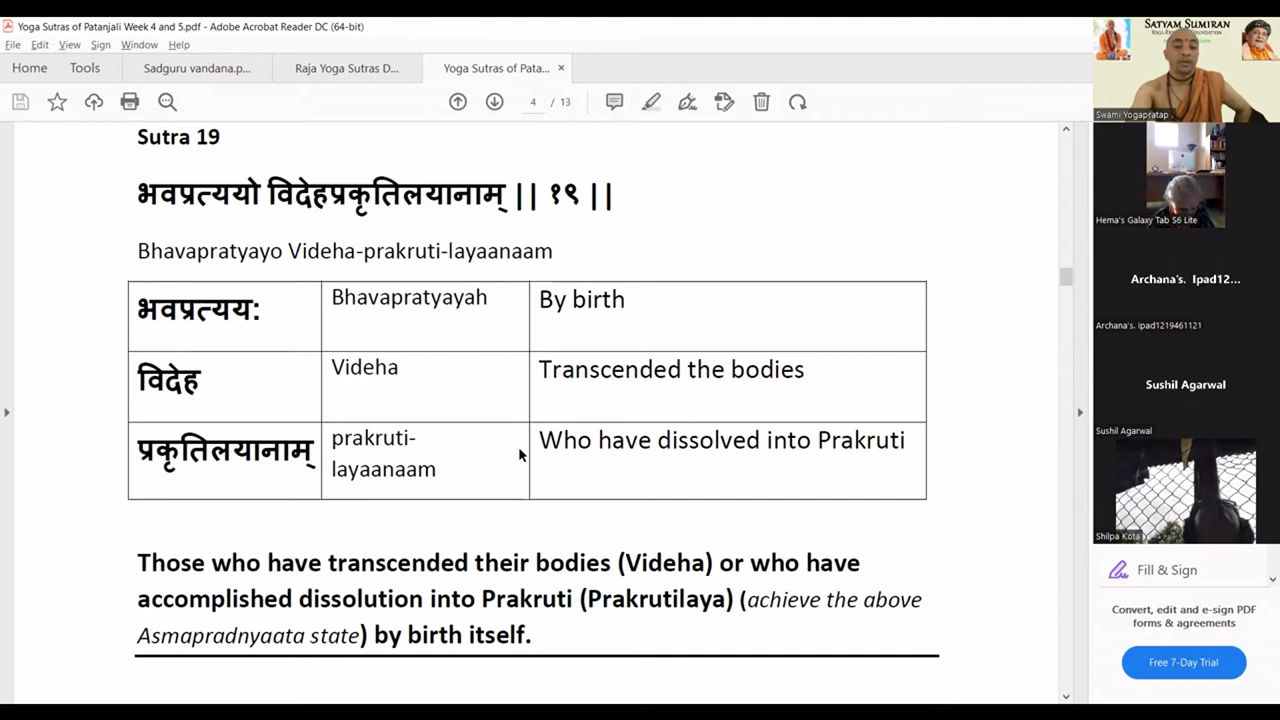 Yoga Sutras of Patanjali Week 4 and 5.pdf - Adobe Acrobat Reader DC (64-bit)
File Edit View Sign Window Help
Home Tools Sadguru vandana.p... Raja Yoga Sutras D... Yoga Sutras of Pata... ×
4 / 13
Sutra 19
भवप्रत्ययो विदेहप्रकृतिलयानाम् || १९ ||
Bhavapratyayo Videha-prakruti-layaanaam
भवप्रत्यय: Bhavapratyayah By birth
विदेह Videha Transcended the bodies
प्रकृतिलयानाम् prakruti- Who have dissolved into Prakruti
layaanaam
Those who have transcended their bodies (Videha) or who have
accomplished dissolution into Prakruti (Prakrutilaya) (achieve the above
Asmapradnyaata state) by birth itself.
SATYAM SUMIRAN
Swami Yogapratap .
Hema's Galaxy Tab S6 Lite
Archana's. Ipad12...
Archana's. Ipad1219461121
Sushil Agarwal
Sushil Agarwal
Shilpa Kota
Fill & Sign
Convert, edit and e-sign PDF
forms & agreements
Free 7-Day Trial